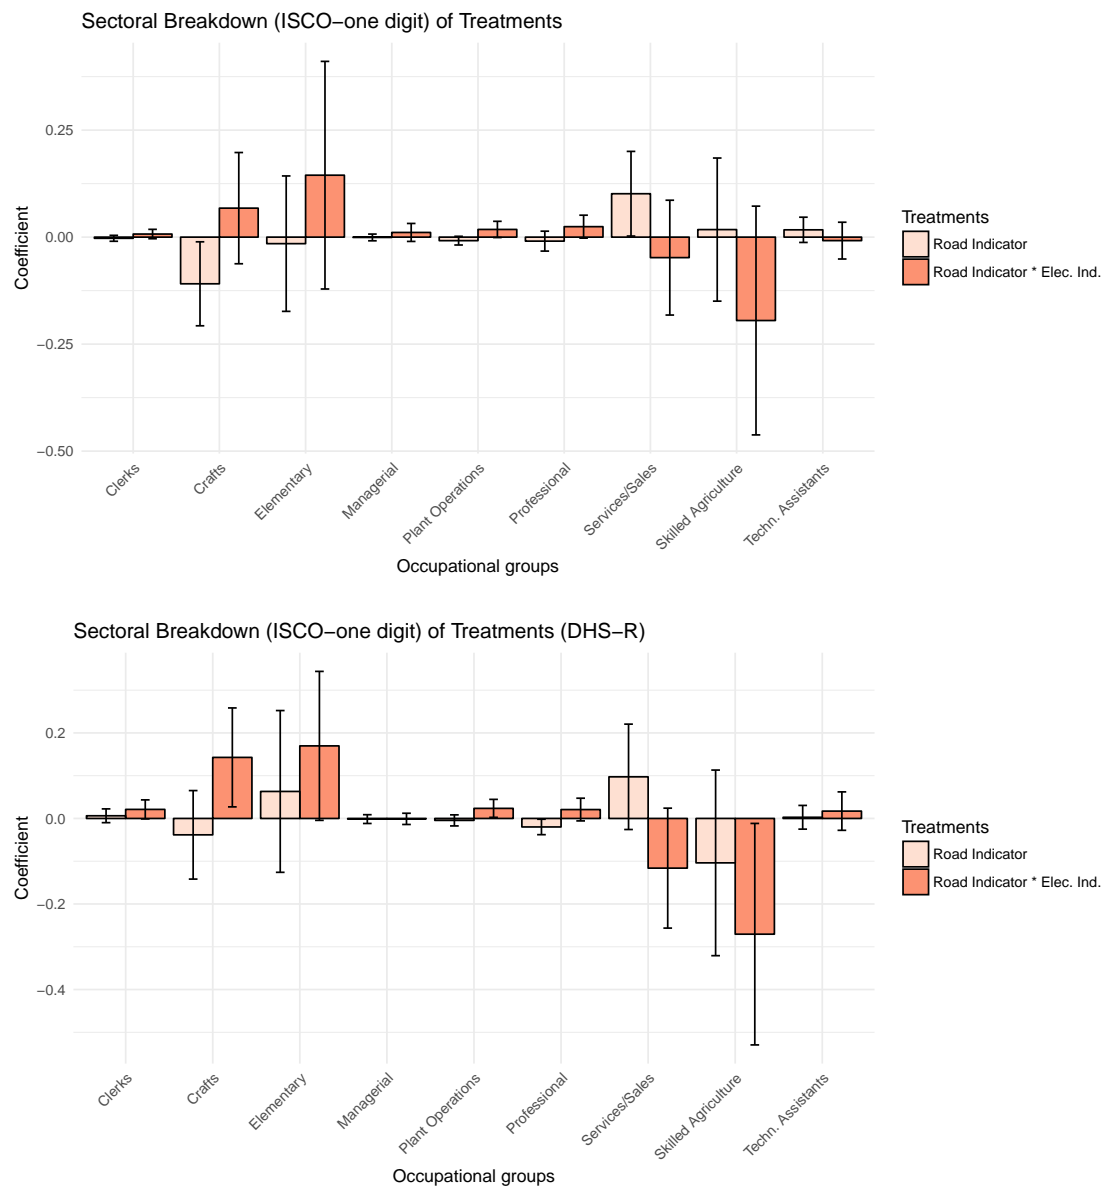 Sectoral Breakdown (ISCO−one digit) of Treatments
Coefficient
0.25
0.00
−0.25
−0.50
Clerks
Crafts
Elementary
Managerial
Plant Operations
Professional
Services/Sales
Skilled Agriculture
Techn. Assistants
Occupational groups
Treatments
Road Indicator
Road Indicator * Elec. Ind.
Sectoral Breakdown (ISCO−one digit) of Treatments (DHS−R)
Coefficient
0.2
0.0
−0.2
−0.4
Clerks
Crafts
Elementary
Managerial
Plant Operations
Professional
Services/Sales
Skilled Agriculture
Techn. Assistants
Occupational groups
Treatments
Road Indicator
Road Indicator * Elec. Ind.